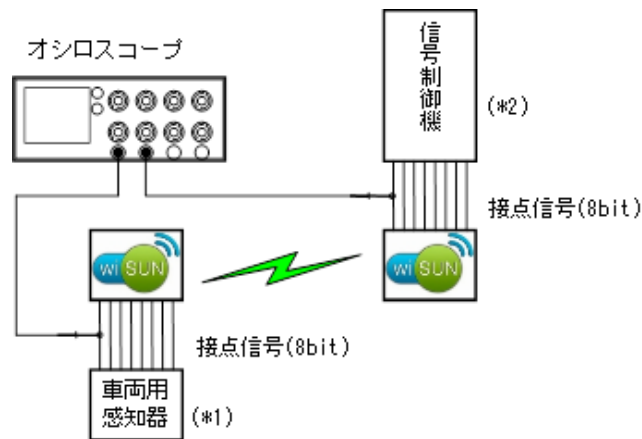 オシロスコープ
信号制御機
(*2)
接点信号(8bit)
wi SUN
wi SUN
接点信号(8bit)
車両用
感知器
(*1)